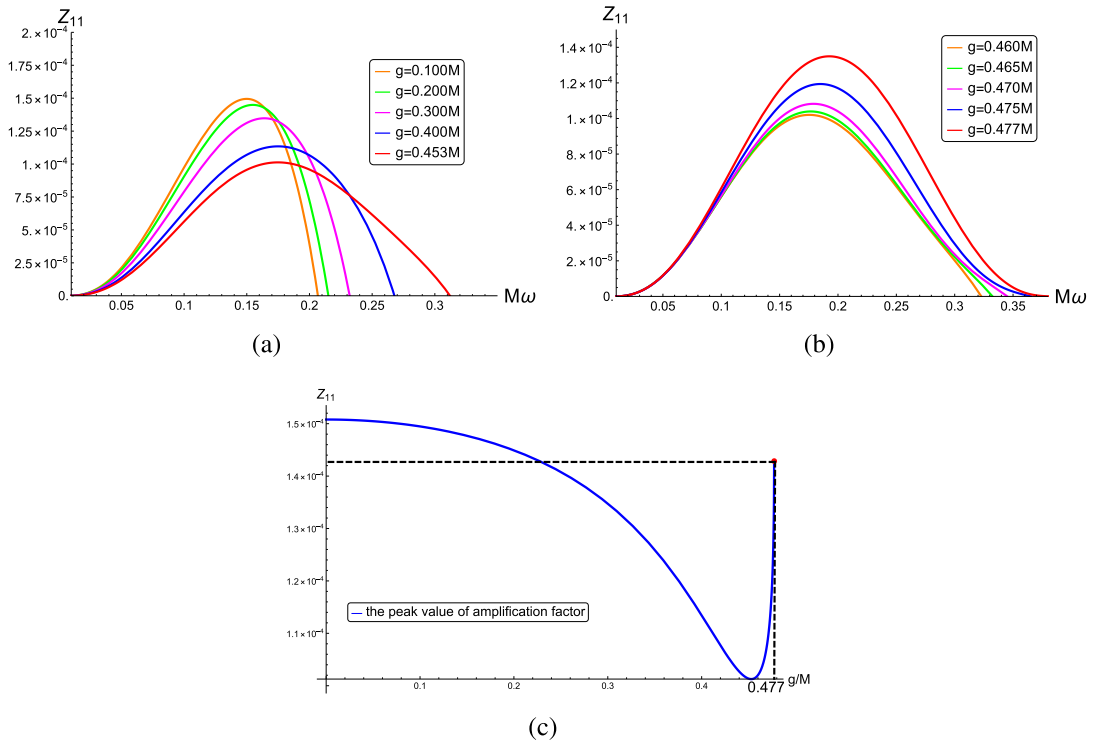 Z₁₁
2.×10⁻⁴
1.75×10⁻⁴
1.5×10⁻⁴
1.25×10⁻⁴
1.×10⁻⁴
7.5×10⁻⁵
5.×10⁻⁵
2.5×10⁻⁵
0.
0.05 0.1 0.15 0.2 0.25 0.3
Mω
g=0.100M
g=0.200M
g=0.300M
g=0.400M
g=0.453M
(a)
Z₁₁
1.4×10⁻⁴
1.2×10⁻⁴
1.×10⁻⁴
8.×10⁻⁵
6.×10⁻⁵
4.×10⁻⁵
2.×10⁻⁵
0.
0.05 0.1 0.15 0.2 0.25 0.3 0.35
Mω
g=0.460M
g=0.465M
g=0.470M
g=0.475M
g=0.477M
(b)
Z₁₁
1.5×10⁻⁴
1.4×10⁻⁴
1.3×10⁻⁴
1.2×10⁻⁴
1.1×10⁻⁴
the peak value of amplification factor
0.1 0.2 0.3 0.4 0.477
g/M
(c)